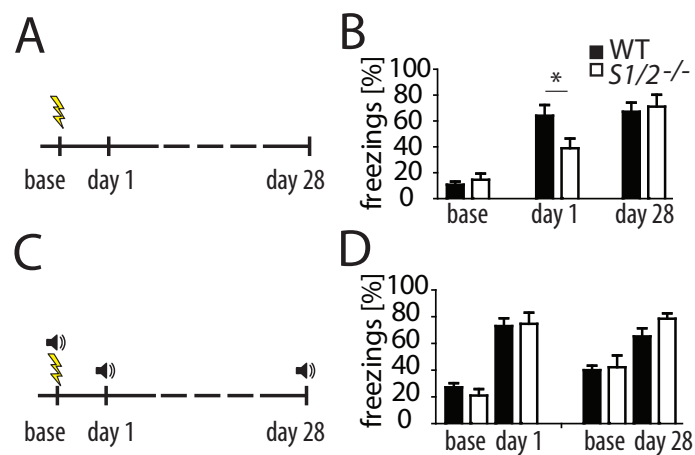 A
base day 1 day 28
B
WT
S1/2-/-
freezings [%]
100
80
60
40
20
0
*
base day 1 day 28
C
base day 1 day 28
D
freezings [%]
100
80
60
40
20
0
base day 1 base day 28